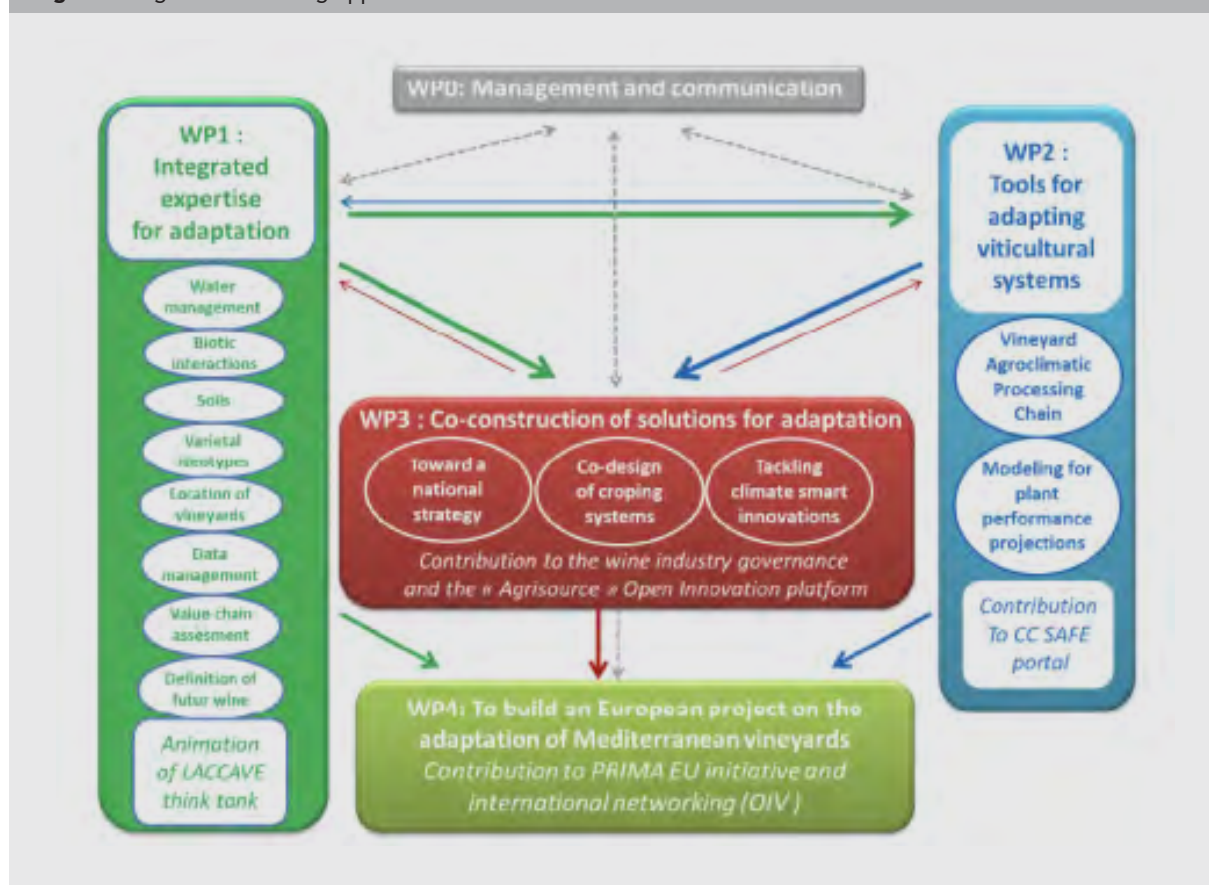 WP0: Management and communication
WP1 :
Integrated
expertise
for adaptation
Water
management
Biotic
interactions
Soils
Varietal
ideotypes
Location of
vineyards
Data
management
Value chain
assesment
Definition of
futur wine
Animation
of LACCAVE
think tank
WP2 :
Tools for
adapting
viticultural
systems
Vineyard
Agroclimatic
Processing
Chain
Modeling for
plant
performance
projections
Contribution
To CC SAFE
portal
WP3 : Co-construction of solutions for adaptation
Toward a
national
strategy
Co-design
of croping
systems
Tackling
climate smart
innovations
Contribution to the wine industry governance
and the « Agrisource » Open Innovation platform
WP4: To build an European project on the
adaptation of Mediterranean vineyards
Contribution to PRIMA EU initiative and
international networking (OIV )